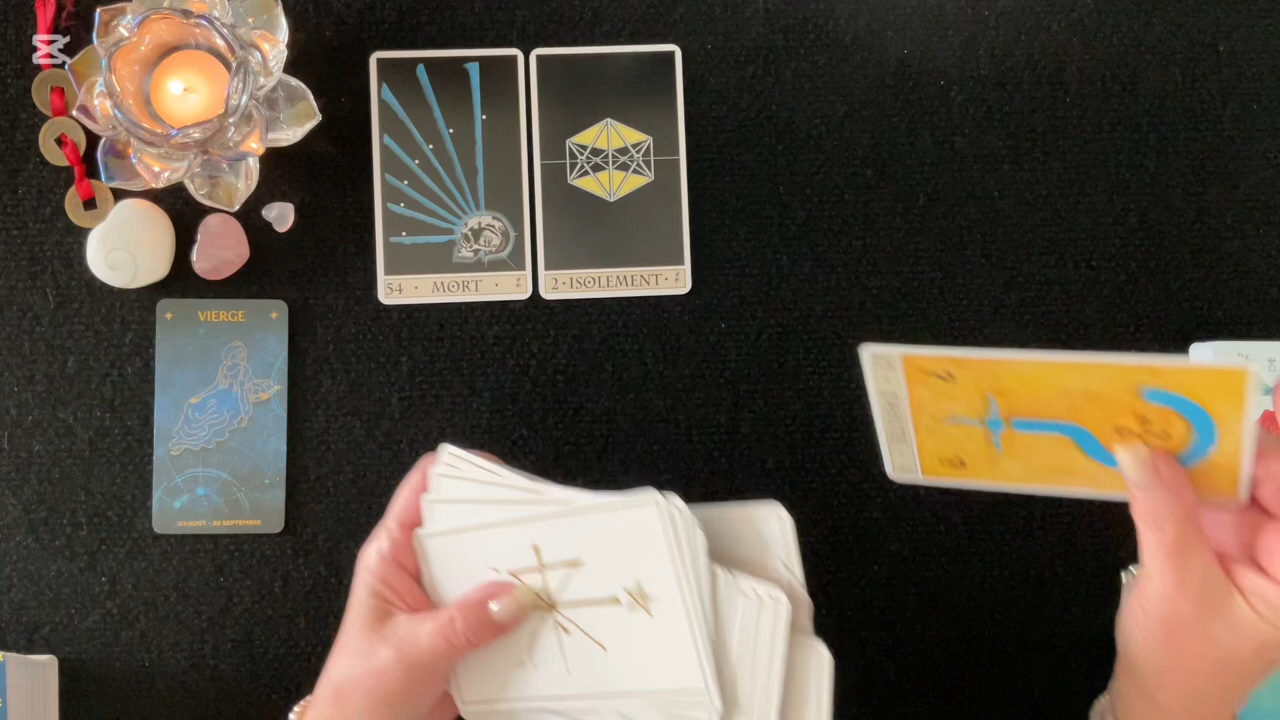 54 · MORT ·
2 · ISOLEMENT ·
VIERGE
23 AOÛT - 22 SEPTEMBRE